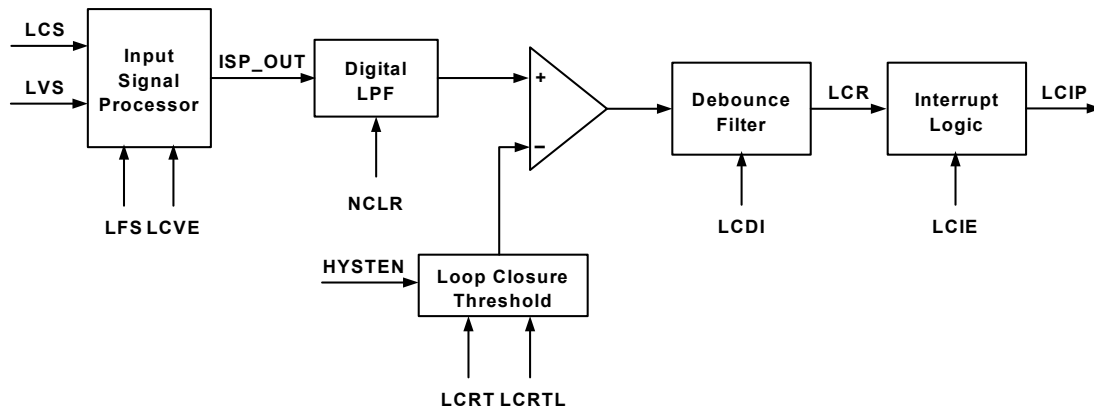 LCS
LVS
Input
Signal
Processor
ISP_OUT
LFS LCVE
Digital
LPF
NCLR
+
−
HYSTEN
Loop Closure
Threshold
LCRT LCRTL
Debounce
Filter
LCDI
LCR
Interrupt
Logic
LCIE
LCIP